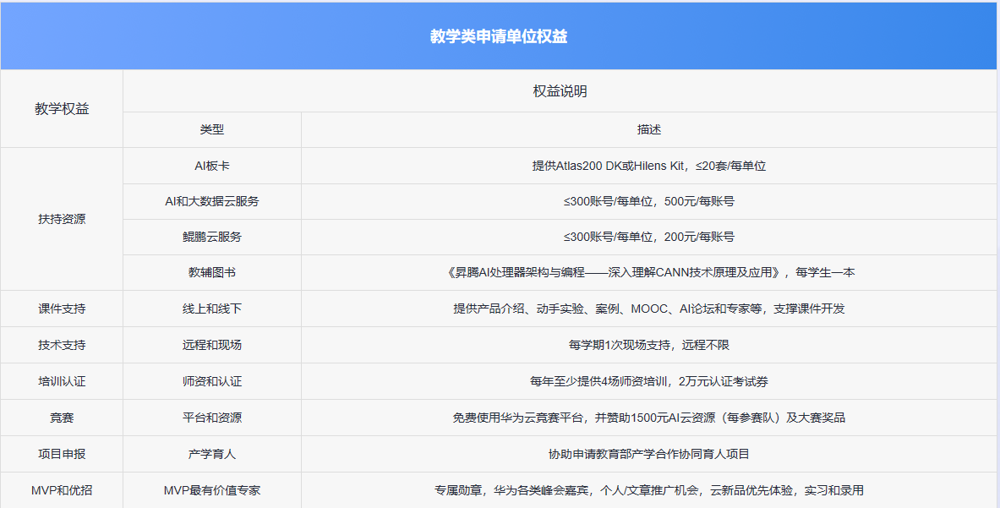 教学类申请单位权益
教学权益
权益说明
类型
描述
扶持资源
AI板卡
提供Atlas200 DK或Hilens Kit，≤20套/每单位
AI和大数据云服务
≤300账号/每单位，500元/每账号
鲲鹏云服务
≤300账号/每单位，200元/每账号
教辅图书
《昇腾AI处理器架构与编程——深入理解CANN技术原理及应用》，每学生一本
课件支持
线上和线下
提供产品介绍、动手实验、案例、MOOC、AI论坛和专家等，支撑课件开发
技术支持
远程和现场
每学期1次现场支持，远程不限
培训认证
师资和认证
每年至少提供4场师资培训，2万元认证考试券
竞赛
平台和资源
免费使用华为云竞赛平台，并赞助1500元AI云资源（每参赛队）及大赛奖品
项目申报
产学育人
协助申请教育部产学合作协同育人项目
MVP和优招
MVP最有价值专家
专属勋章，华为各类峰会嘉宾，个人/文章推广机会，云新品优先体验，实习和录用